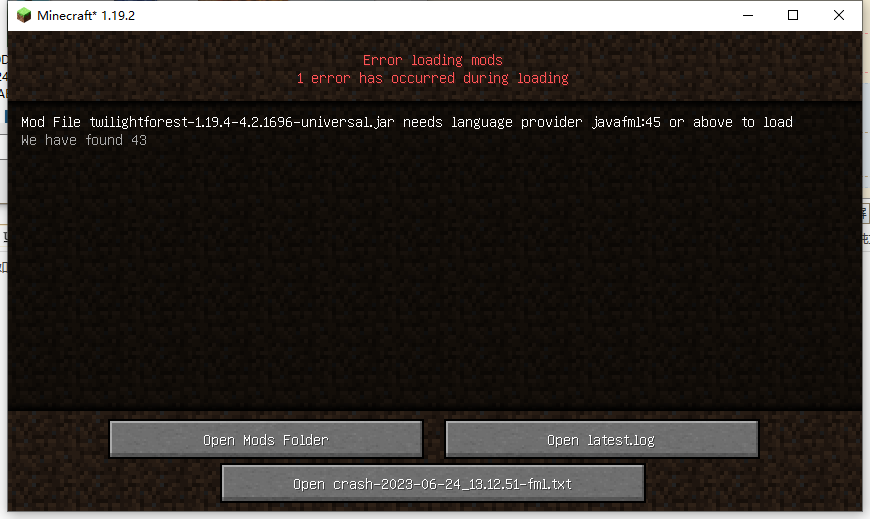 Minecraft* 1.19.2
Error loading mods
1 error has occurred during loading
Mod File twilightforest-1.19.4-4.2.1696-universal.jar needs language provider javafml:45 or above to load
We have found 43
Open Mods Folder
Open latest.log
Open crash-2023-06-24_13.12.51-fml.txt